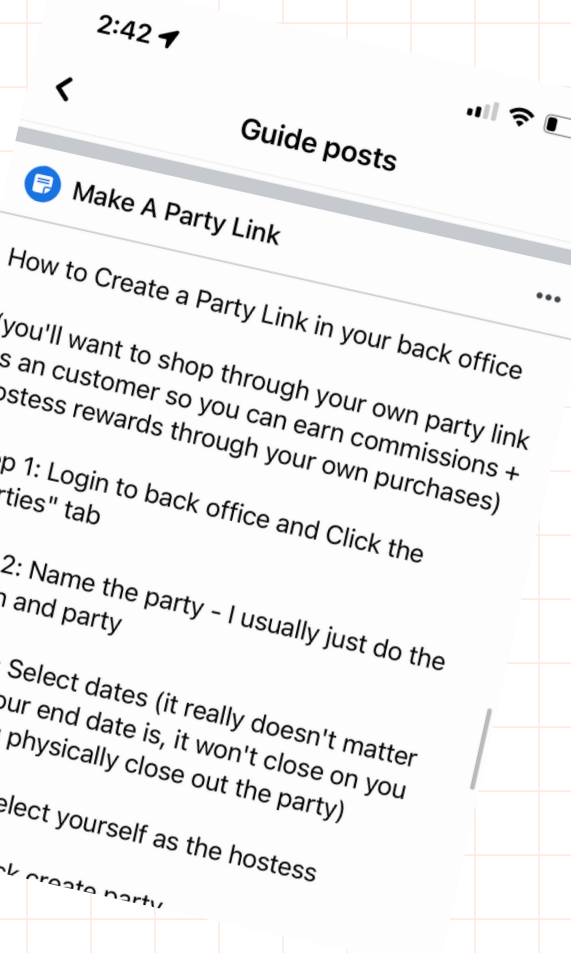 2:42
Guide posts
Make A Party Link
How to Create a Party Link in your back office
(you'll want to shop through your own party link
s an customer so you can earn commissions +
ostess rewards through your own purchases)
p 1: Login to back office and Click the
rties" tab
2: Name the party - I usually just do the
and party
Select dates (it really doesn't matter
our end date is, it won't close on you
physically close out the party)
elect yourself as the hostess
ck create party